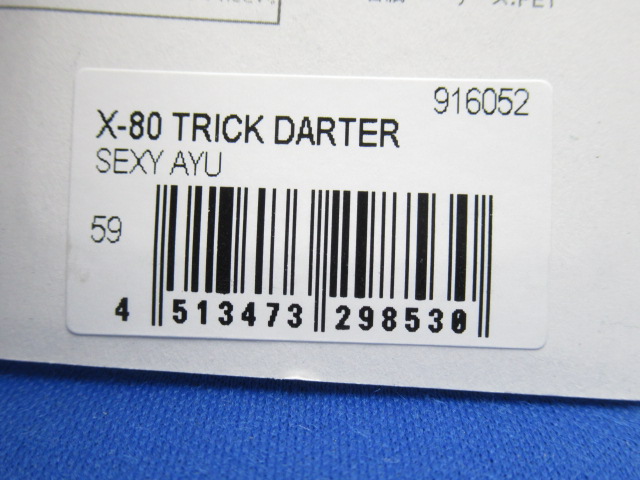 916052
X-80 TRICK DARTER
SEXY AYU
59
4 513473 298530